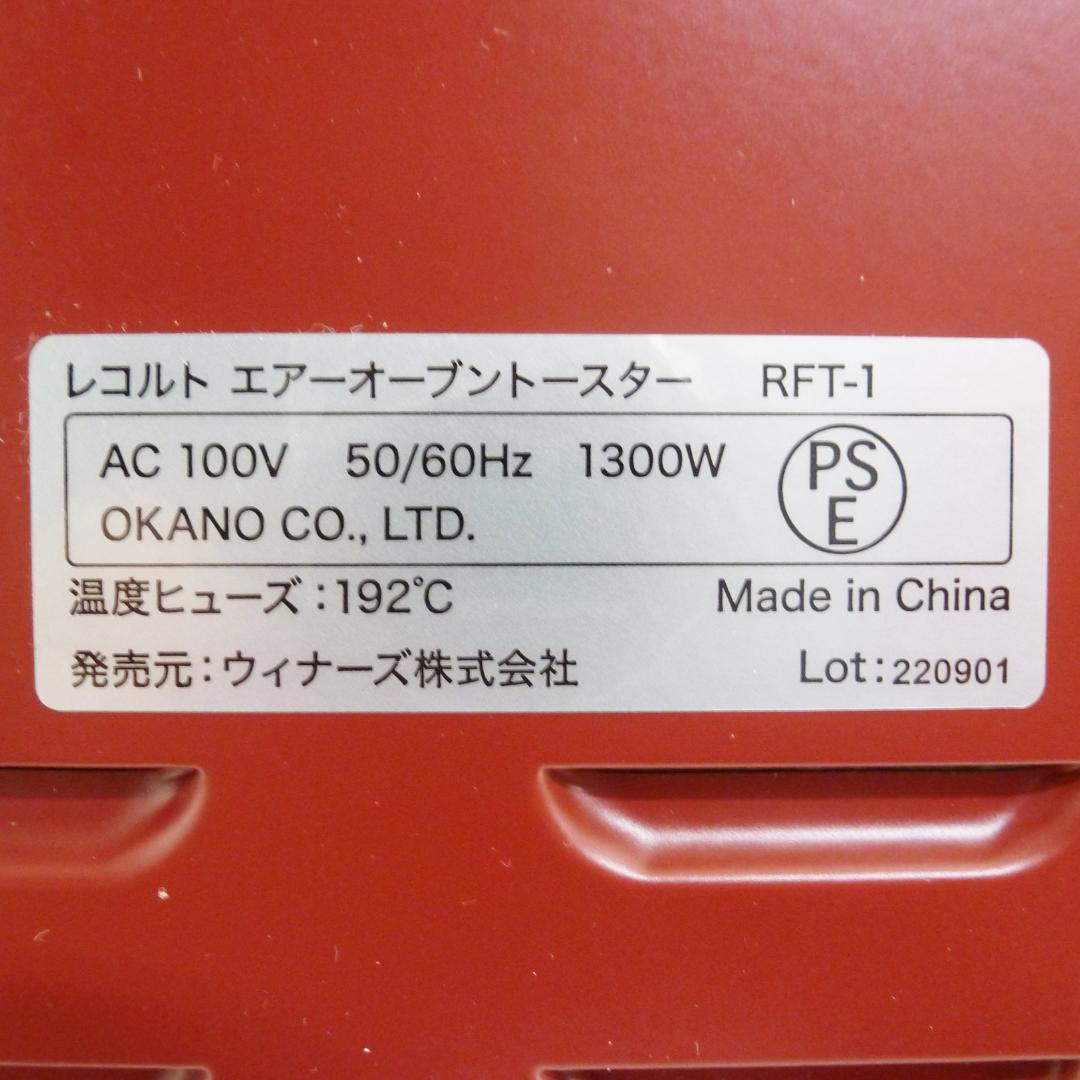 レコルト エアーオーブントースター RFT-1
AC 100V 50/60Hz 1300W
OKANO CO., LTD.
PS
E
温度ヒューズ:192℃ Made in China
発売元:ウィナーズ株式会社 Lot:220901